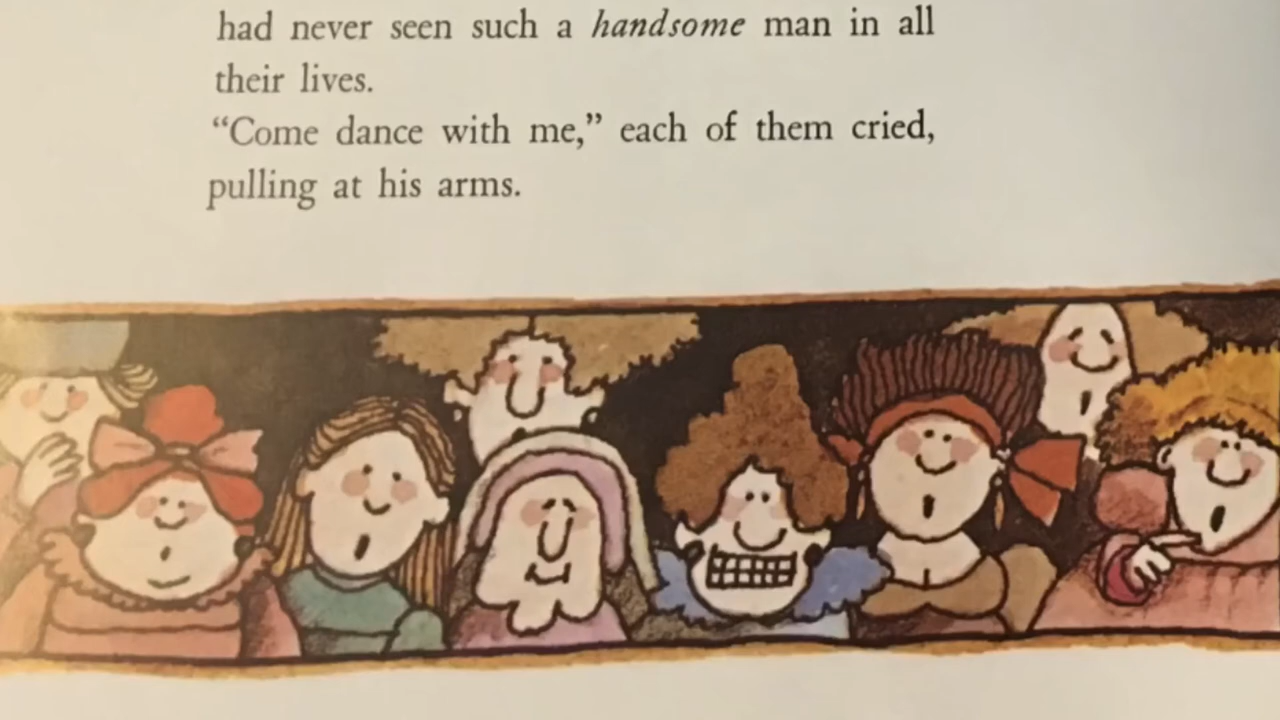 had never seen such a handsome man in all
their lives.
“Come dance with me,” each of them cried,
pulling at his arms.